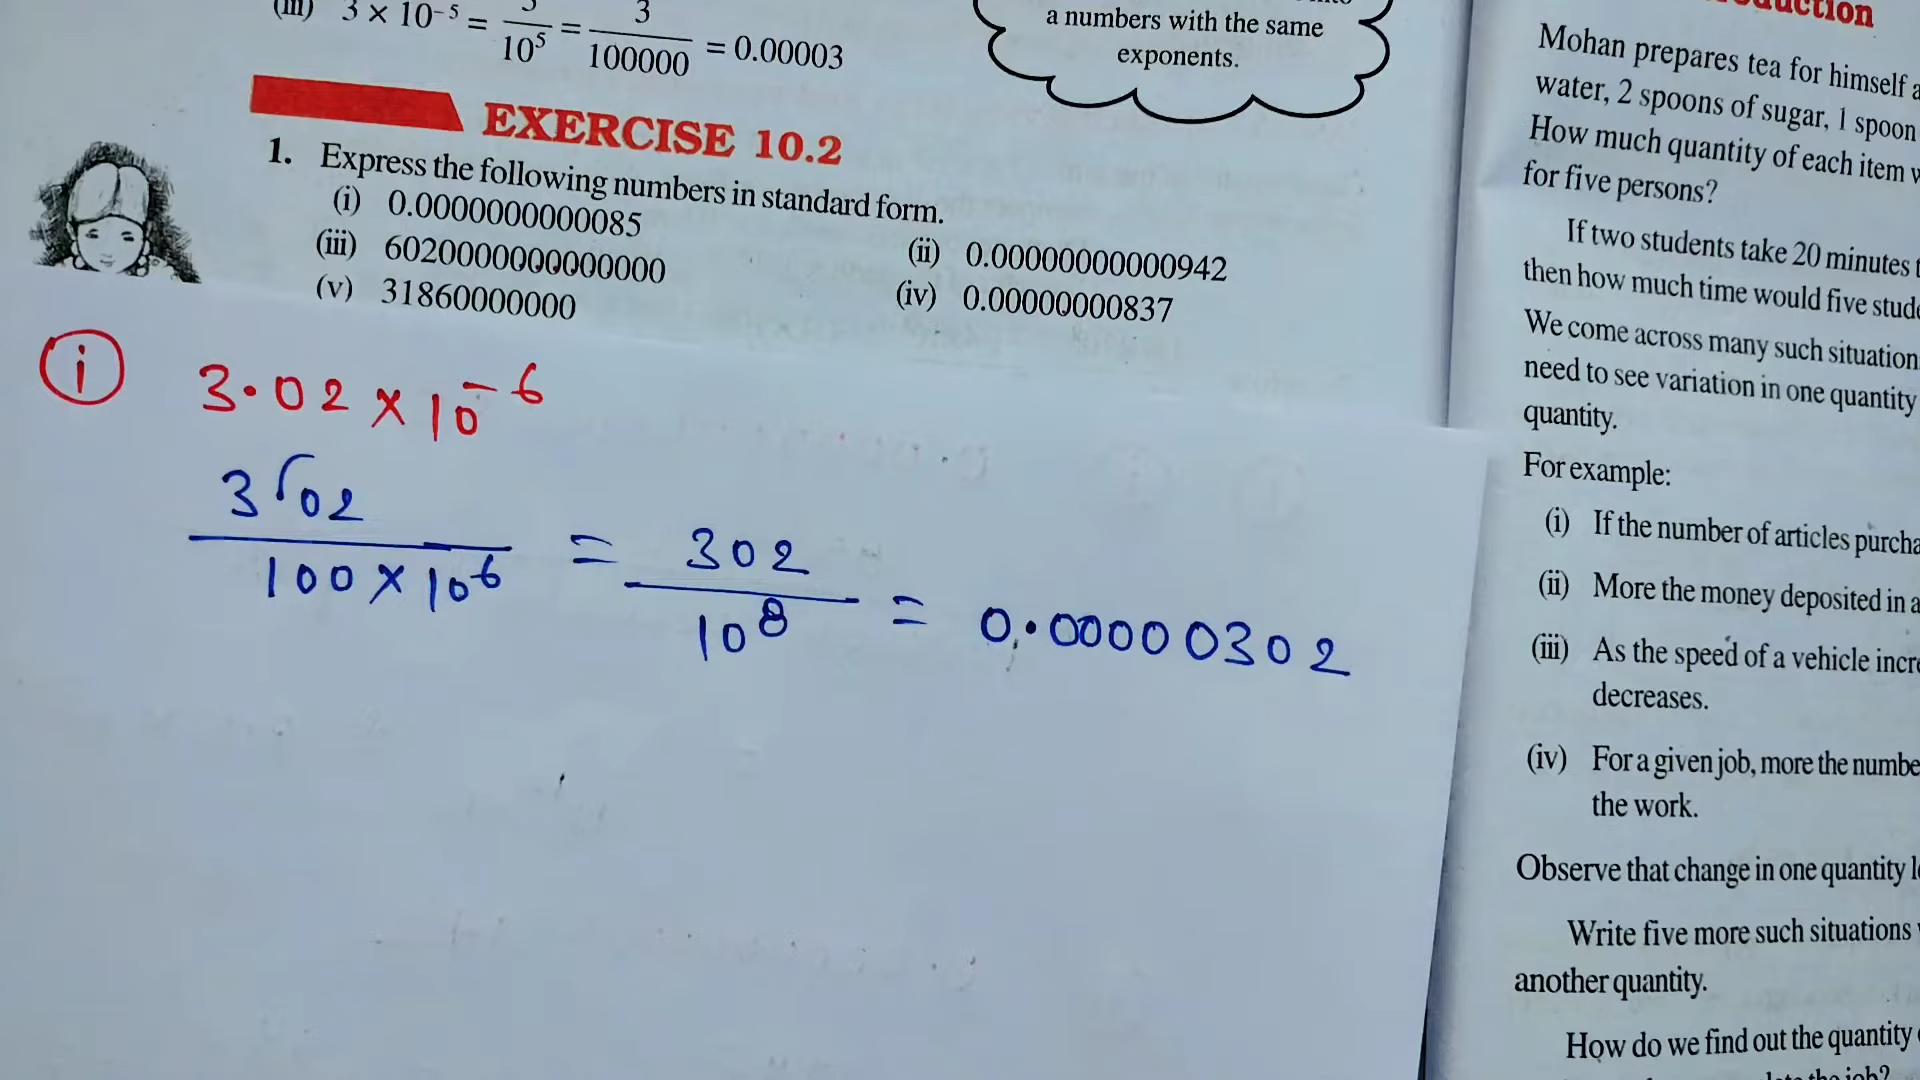 (iii) 3 × 10⁻⁵ = 3/10⁵ = 3/100000 = 0.00003
a numbers with the same
exponents.
EXERCISE 10.2
1. Express the following numbers in standard form.
(i) 0.0000000000085
(ii) 0.00000000000942
(iii) 6020000000000000
(iv) 0.00000000837
(v) 31860000000
i 3.02 × 10⁻⁶
302/100 × 10⁶ = 302/10⁸ = 0.00000302
Mohan prepares tea for himself
water, 2 spoons of sugar, 1 spoon
How much quantity of each item
for five persons?
If two students take 20 minutes
then how much time would five
We come across many such
need to see variation in one quantity
quantity.
For example:
(i) If the number of articles
(ii) More the money deposited in
(iii) As the speed of a vehicle
decreases.
(iv) For a given job, more the
the work.
Observe that change in one quantity
Write five more such situations
another quantity.
How do we find out the quantity
the job?